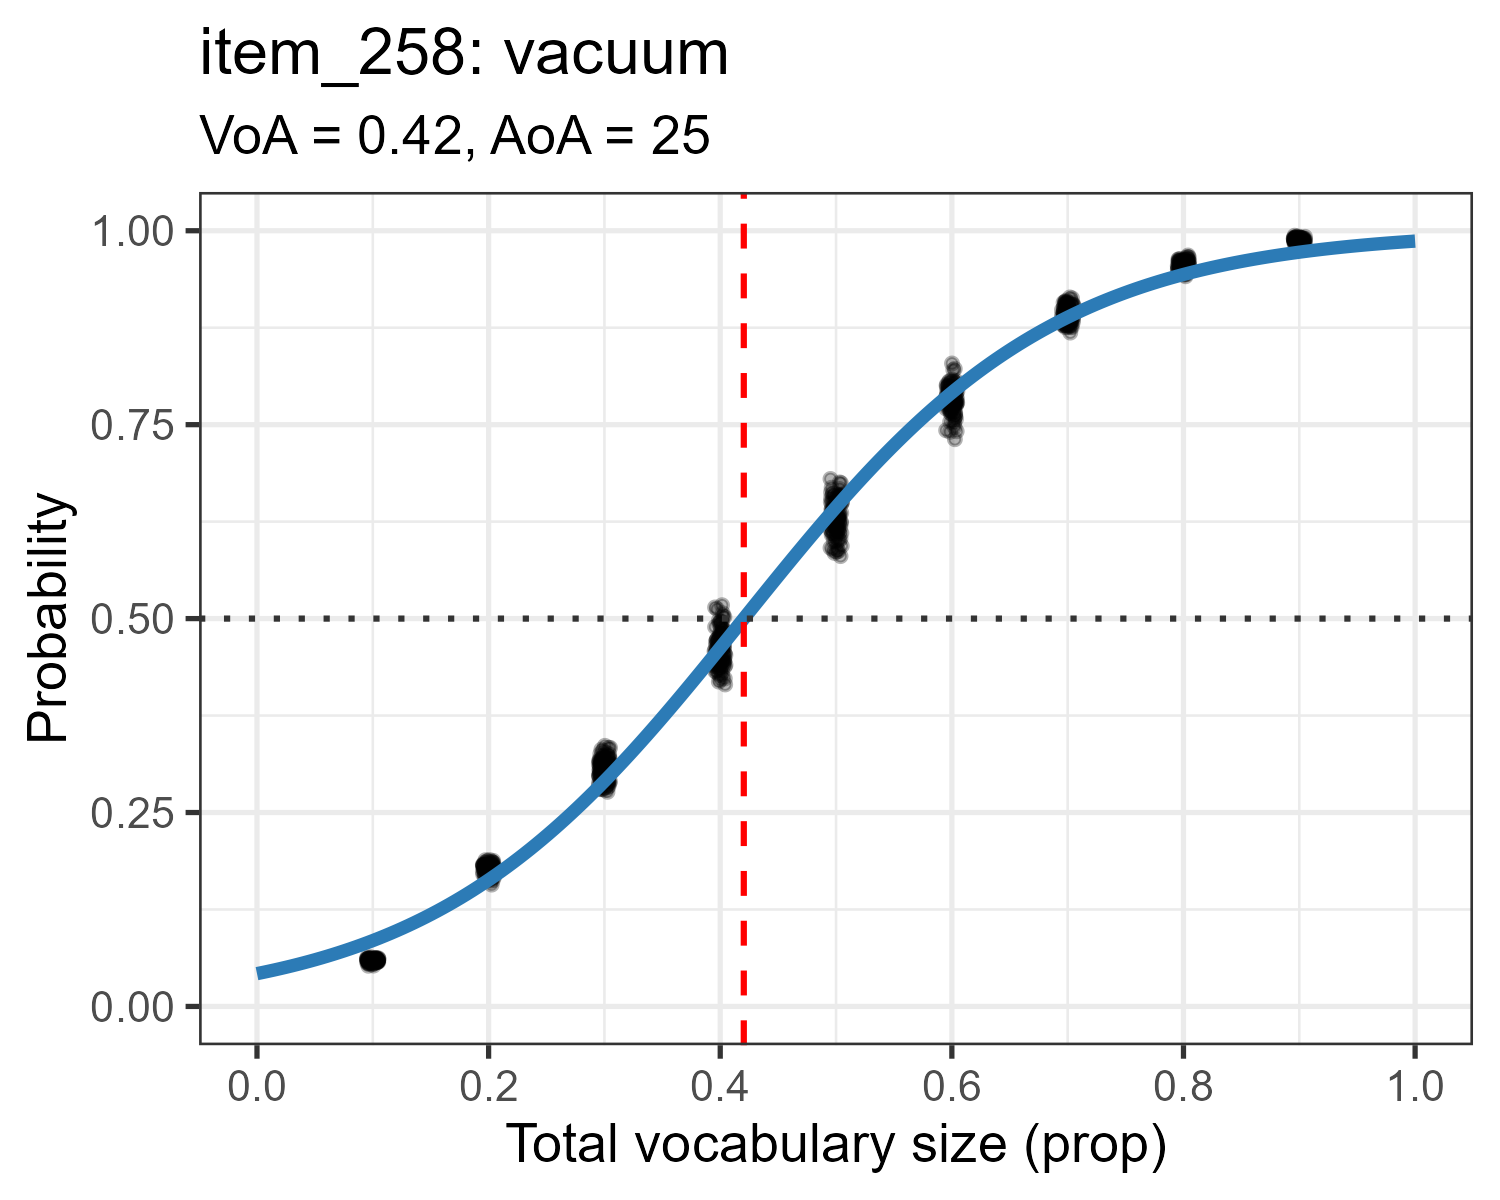 item_258: vacuum
VoA = 0.42, AoA = 25
Probability
1.00
0.75
0.50
0.25
0.00
0.0 0.2 0.4 0.6 0.8 1.0
Total vocabulary size (prop)